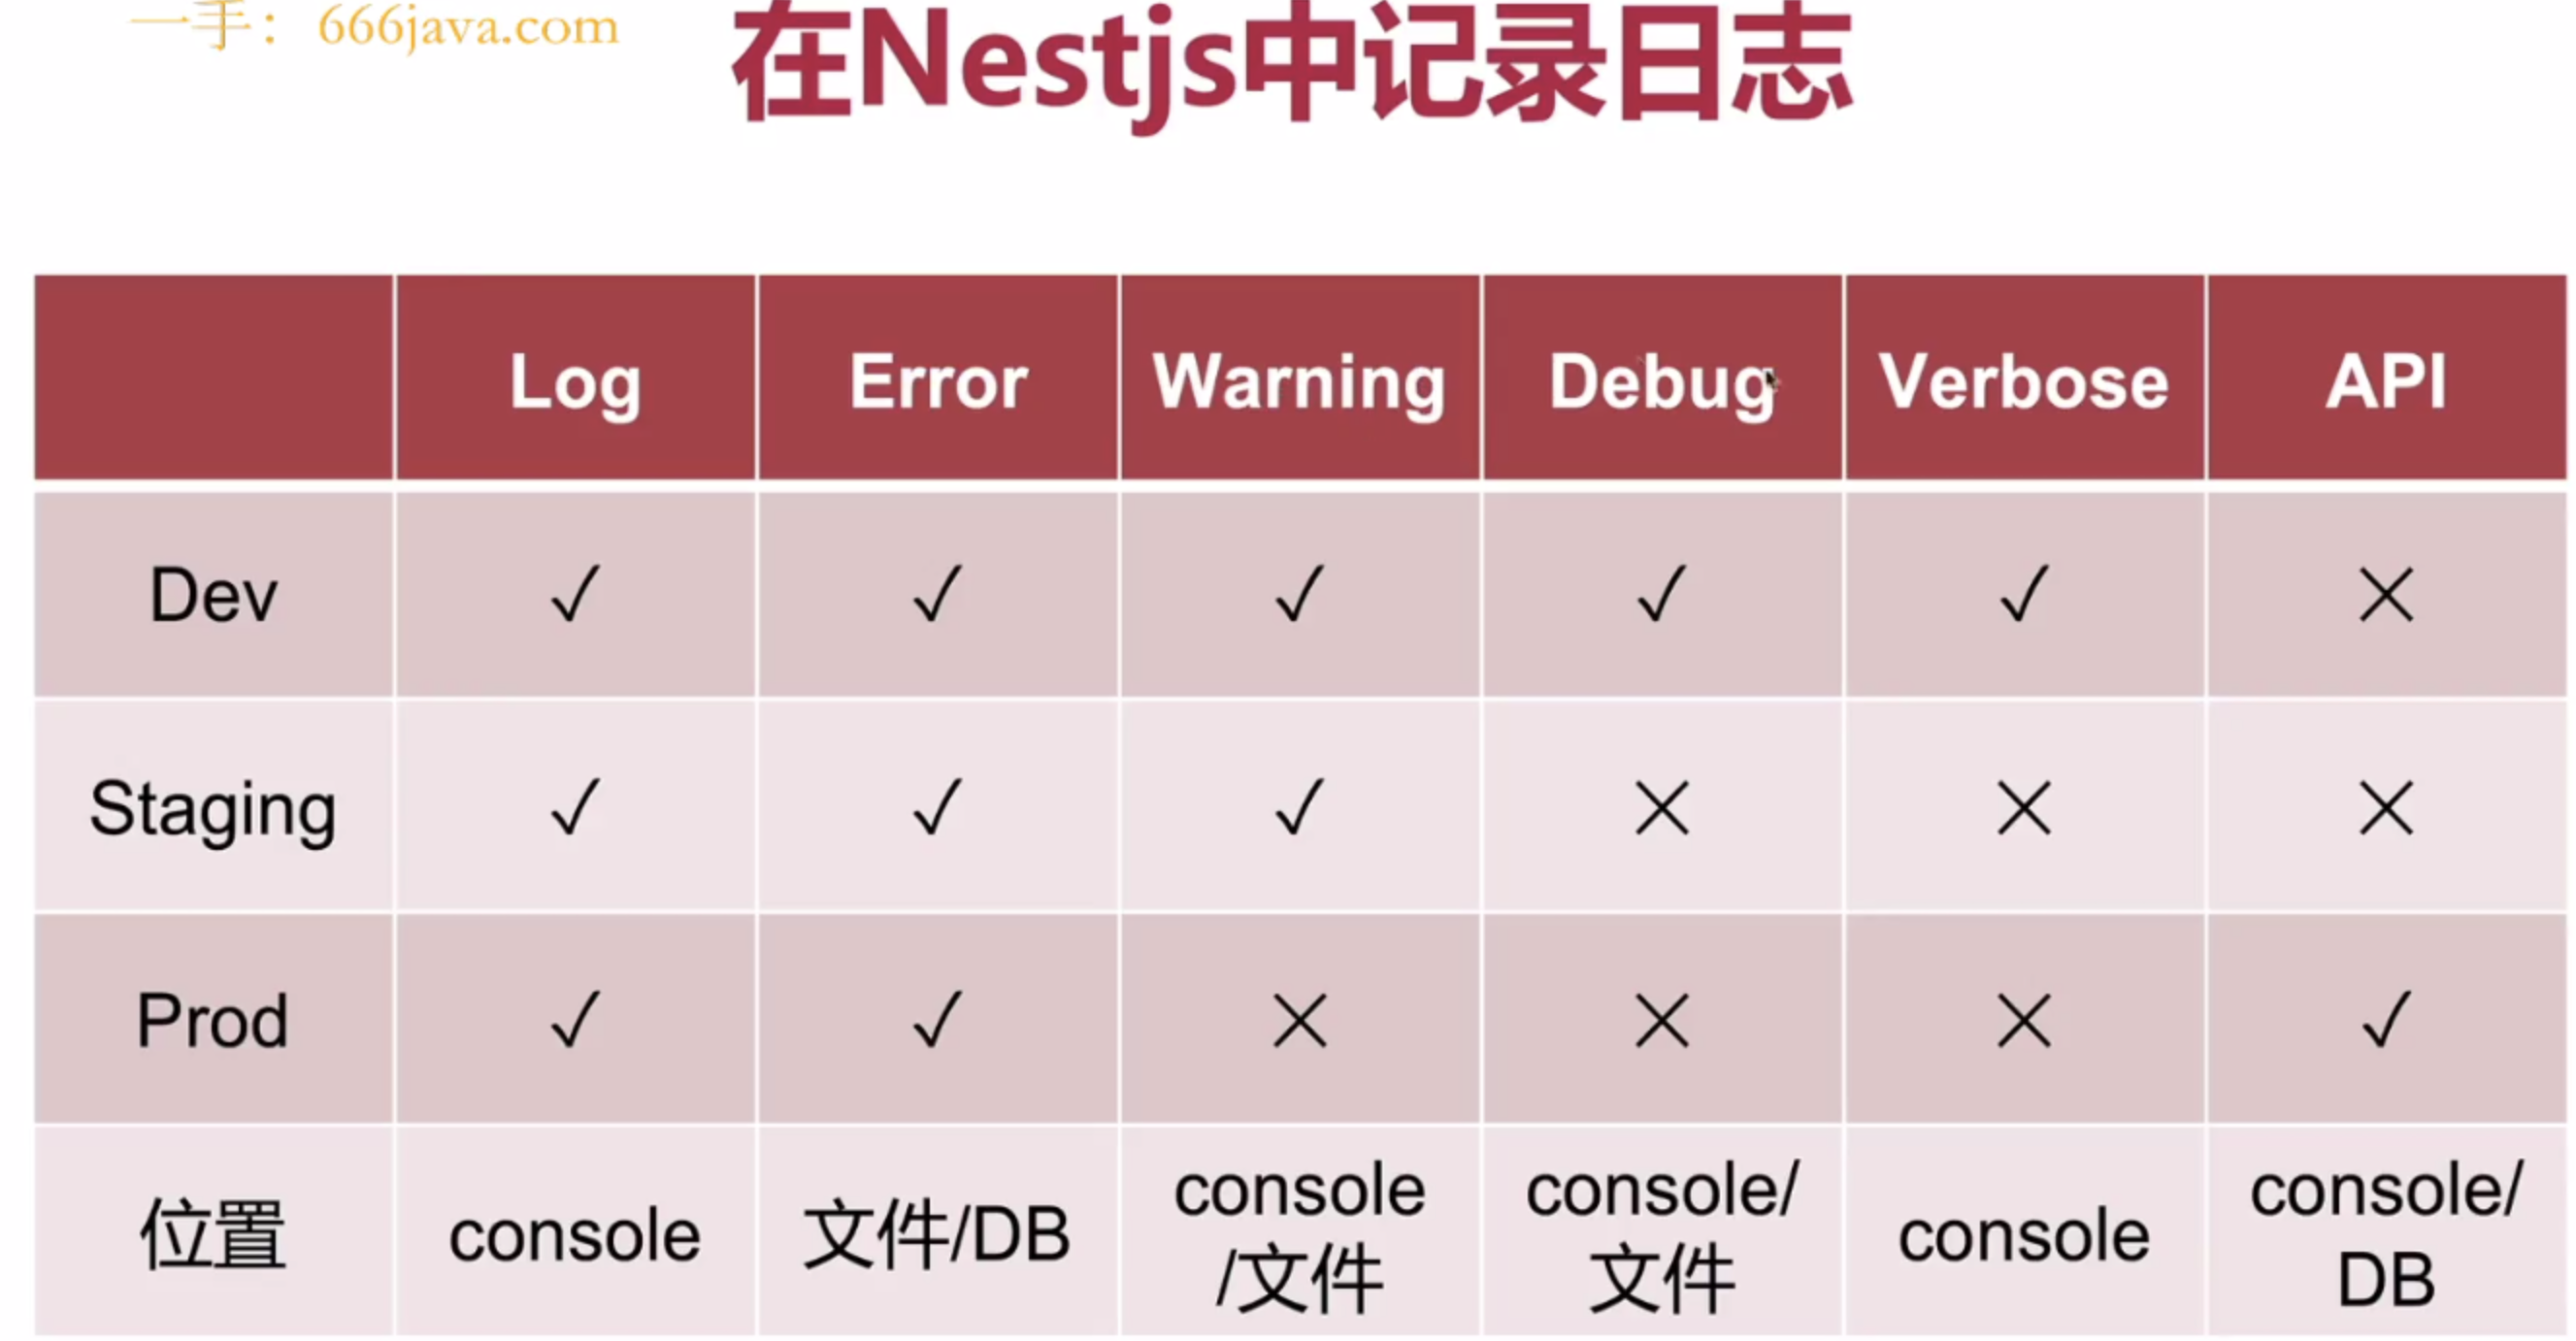 一手：666java.com
在Nestjs中记录日志
Log Error Warning Debug Verbose API
Dev ✓ ✓ ✓ ✓ ✓ ×
Staging ✓ ✓ ✓ × × ×
Prod ✓ ✓ × × × ✓
位置 console 文件/DB console /文件 console/ 文件 console console/ DB